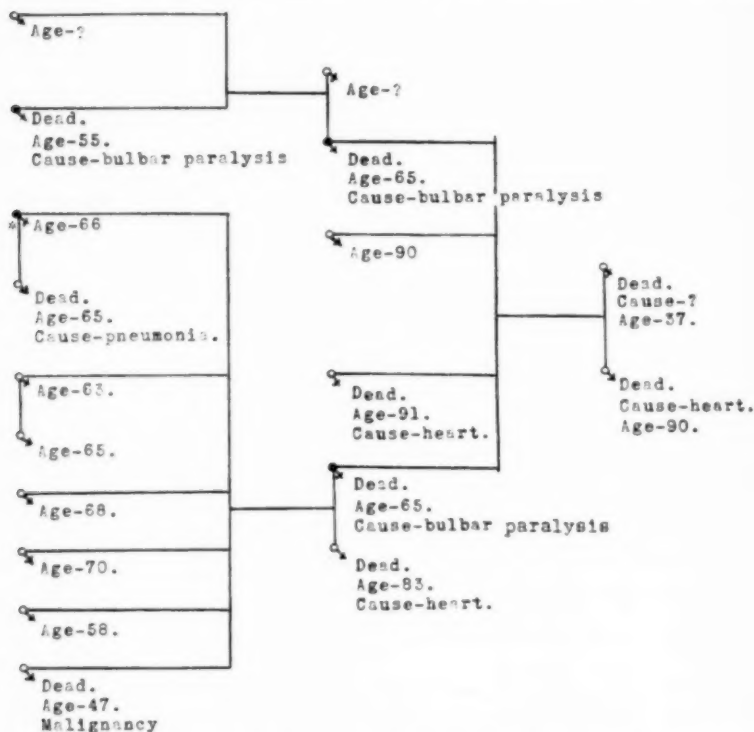 Age-?
Dead.
Age-55.
Cause-bulbar paralysis
*
Age-66
Dead.
Age-65.
Cause-pneumonia.
Age-63.
Age-65.
Age-68.
Age-70.
Age-58.
Dead.
Age-47.
Malignancy
Age-?
Dead.
Age-65.
Cause-bulbar paralysis
Age-90
Dead.
Age-91.
Cause-heart.
Dead.
Age-65.
Cause-bulbar paralysis
Dead.
Age-83.
Cause-heart.
Dead.
Cause-?
Age-37.
Dead.
Cause-heart.
Age-90.